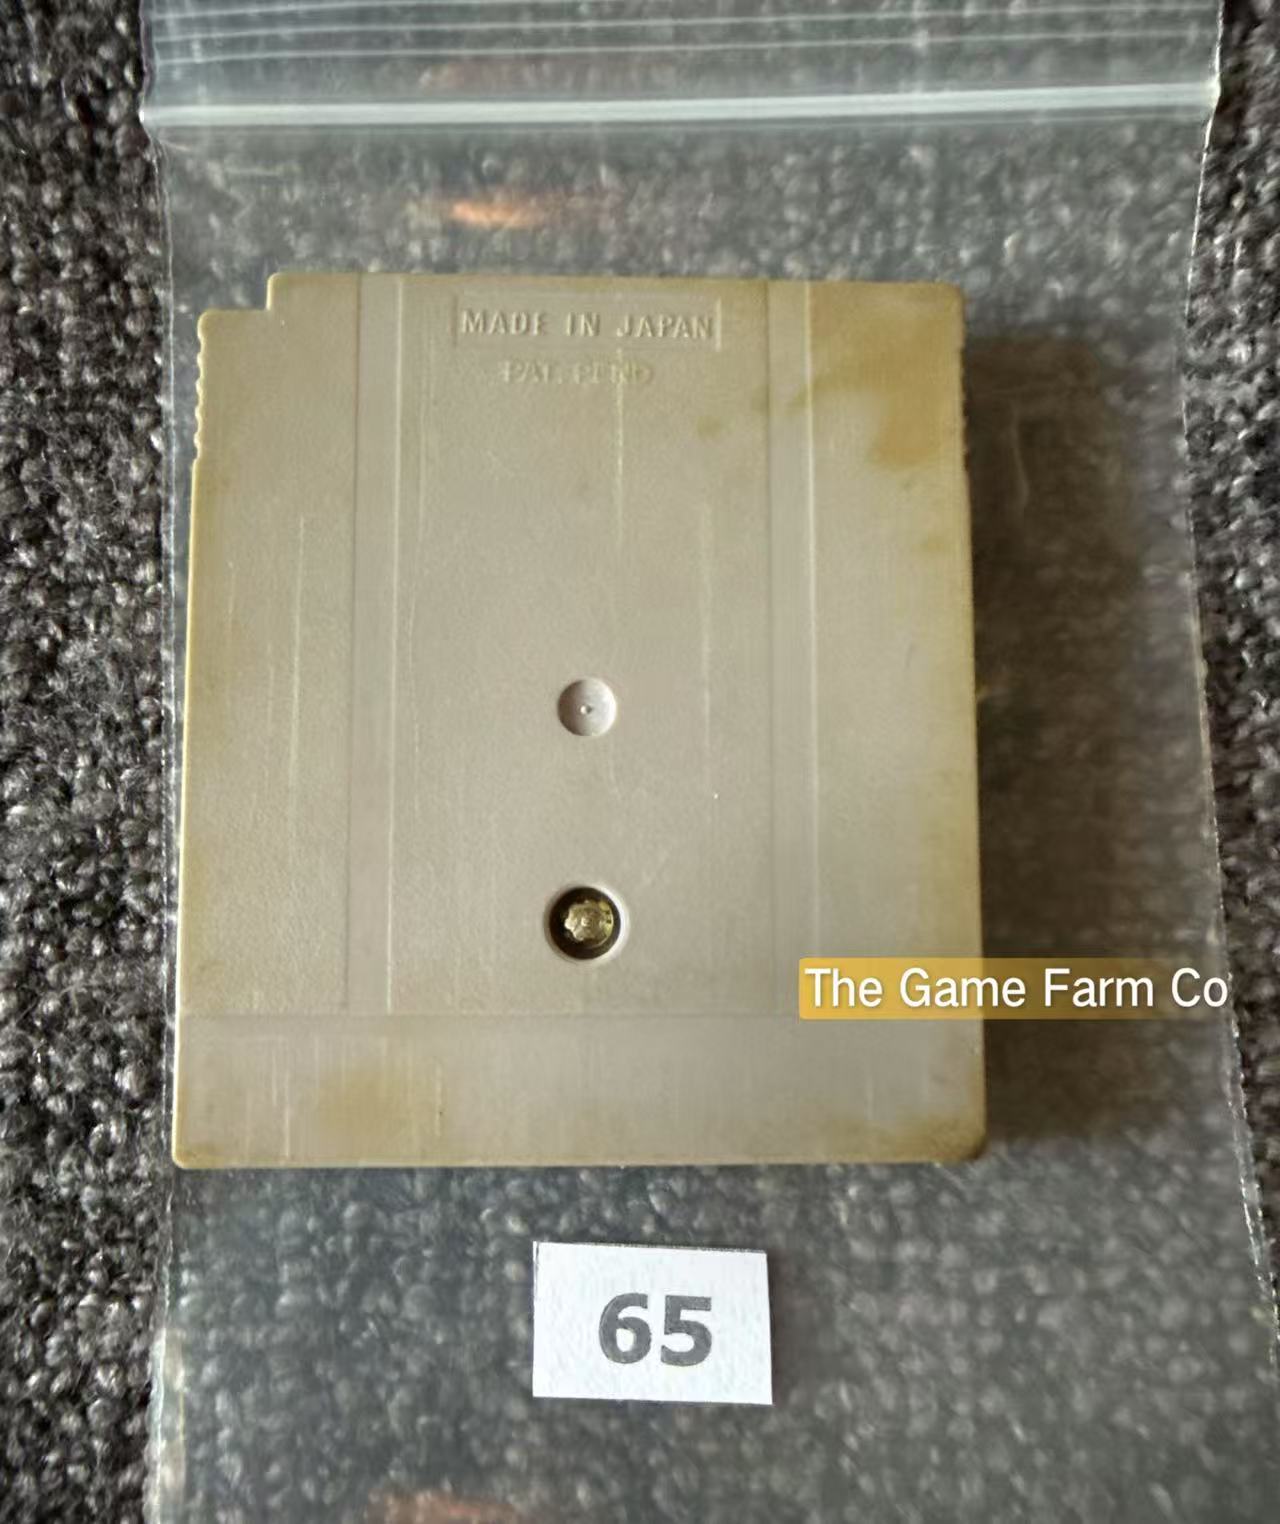 MADE IN JAPAN
PAT. PEND
The Game Farm Co
65